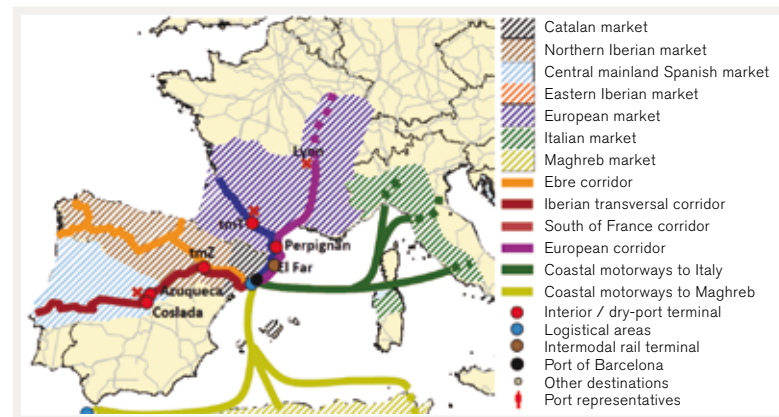 Catalan market
Northern Iberian market
Central mainland Spanish market
Eastern Iberian market
European market
Italian market
Maghreb market
Ebre corridor
Iberian transversal corridor
South of France corridor
European corridor
Coastal motorways to Italy
Coastal motorways to Maghreb
Interior / dry-port terminal
Logistical areas
Intermodal rail terminal
Port of Barcelona
Other destinations
Port representatives
Lyon
tmT
Perpignan
El Far
tmZ
Azuqueca
Coslada